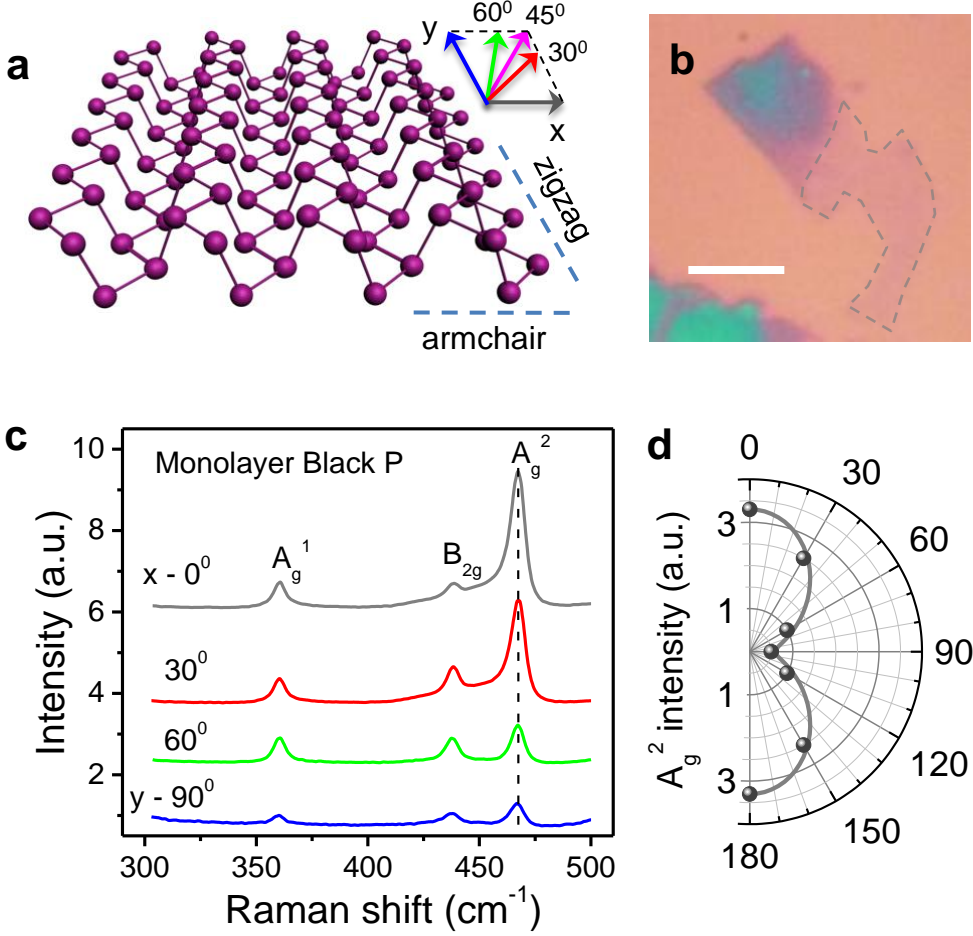 a
y
60⁰
45⁰
30⁰
x
zigzag
armchair
b
c
Monolayer Black P
A_g^1
B_2g
A_g^2
x - 0⁰
30⁰
60⁰
y - 90⁰
10
8
6
4
2
Intensity (a.u.)
300
350
400
450
500
Raman shift (cm⁻¹)
d
0
30
60
90
120
150
180
3
1
1
3
A_g^2 intensity (a.u.)